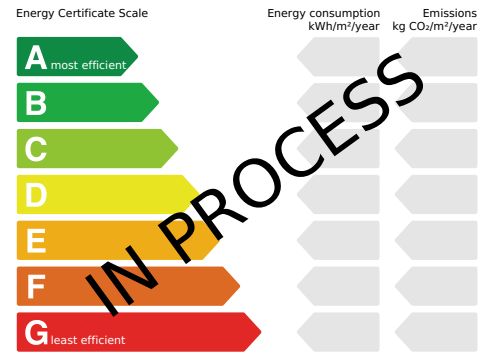 Energy Certificate Scale
Energy consumption
kWh/m²/year
Emissions
kg CO₂/m²/year
A most efficient
B
C
D
E
F
G least efficient
IN PROCESS